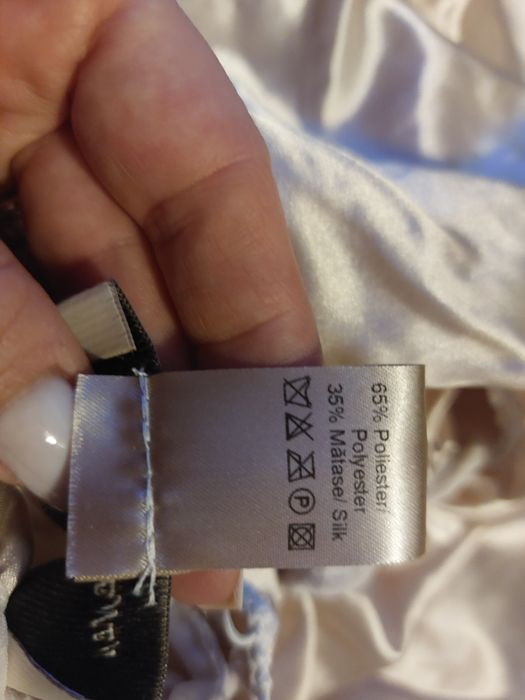 65% Poliester/
Polyester
35% Mătase/ Silk
P